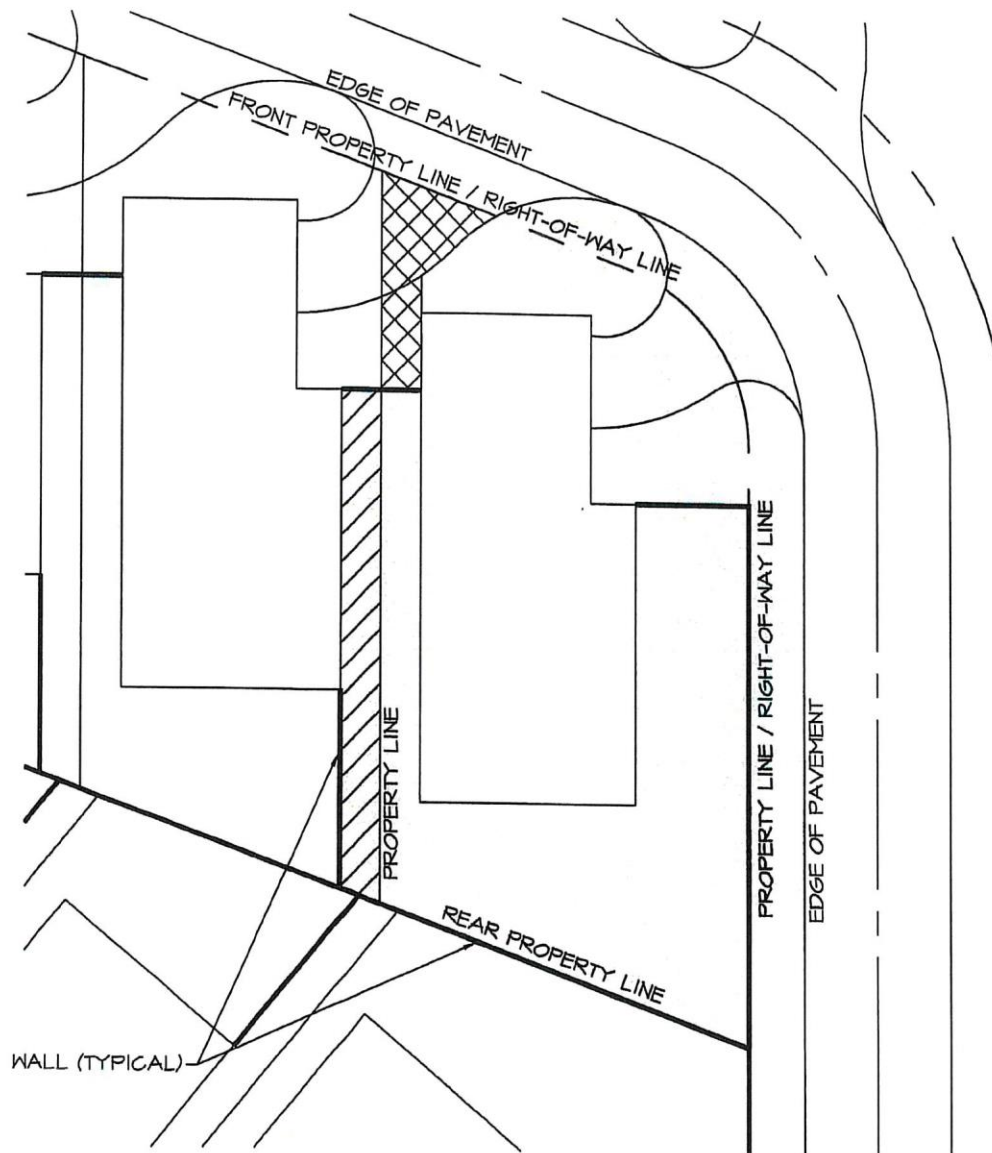 EDGE OF PAVEMENT
FRONT PROPERTY LINE / RIGHT-OF-WAY LINE
PROPERTY LINE / RIGHT-OF-WAY LINE
EDGE OF PAVEMENT
PROPERTY LINE
REAR PROPERTY LINE
WALL (TYPICAL)